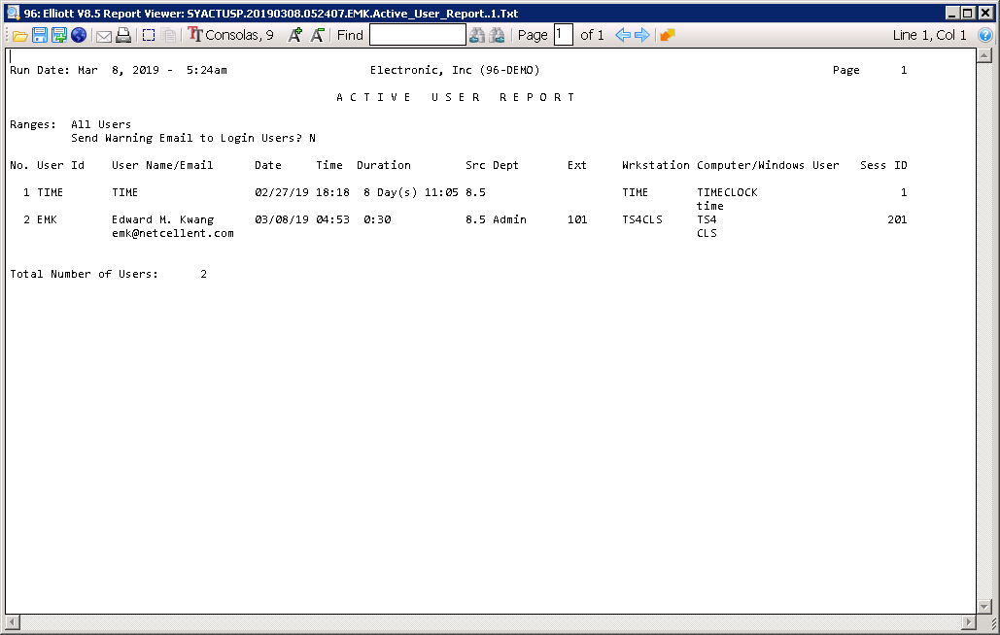 96: Elliott V8.5 Report Viewer: SYACTUSP.20190308.052407.EMK.Active_User_Report..1.Txt
Consolas, 9 A A Find Page 1 of 1 Line 1, Col 1
Run Date: Mar  8, 2019 -  5:24am Electronic, Inc (96-DEMO) Page 1
A C T I V E   U S E R   R E P O R T
Ranges:  All Users
Send Warning Email to Login Users? N
No. User Id User Name/Email Date Time Duration Src Dept Ext Wrkstation Computer/Windows User Sess ID
1 TIME TIME 02/27/19 18:18 8 Day(s) 11:05 8.5 TIME TIMECLOCK 1
time
2 EMK Edward M. Kwang 03/08/19 04:53 0:30 8.5 Admin 101 TS4CLS TS4 201
emk@netcellent.com CLS
Total Number of Users: 2